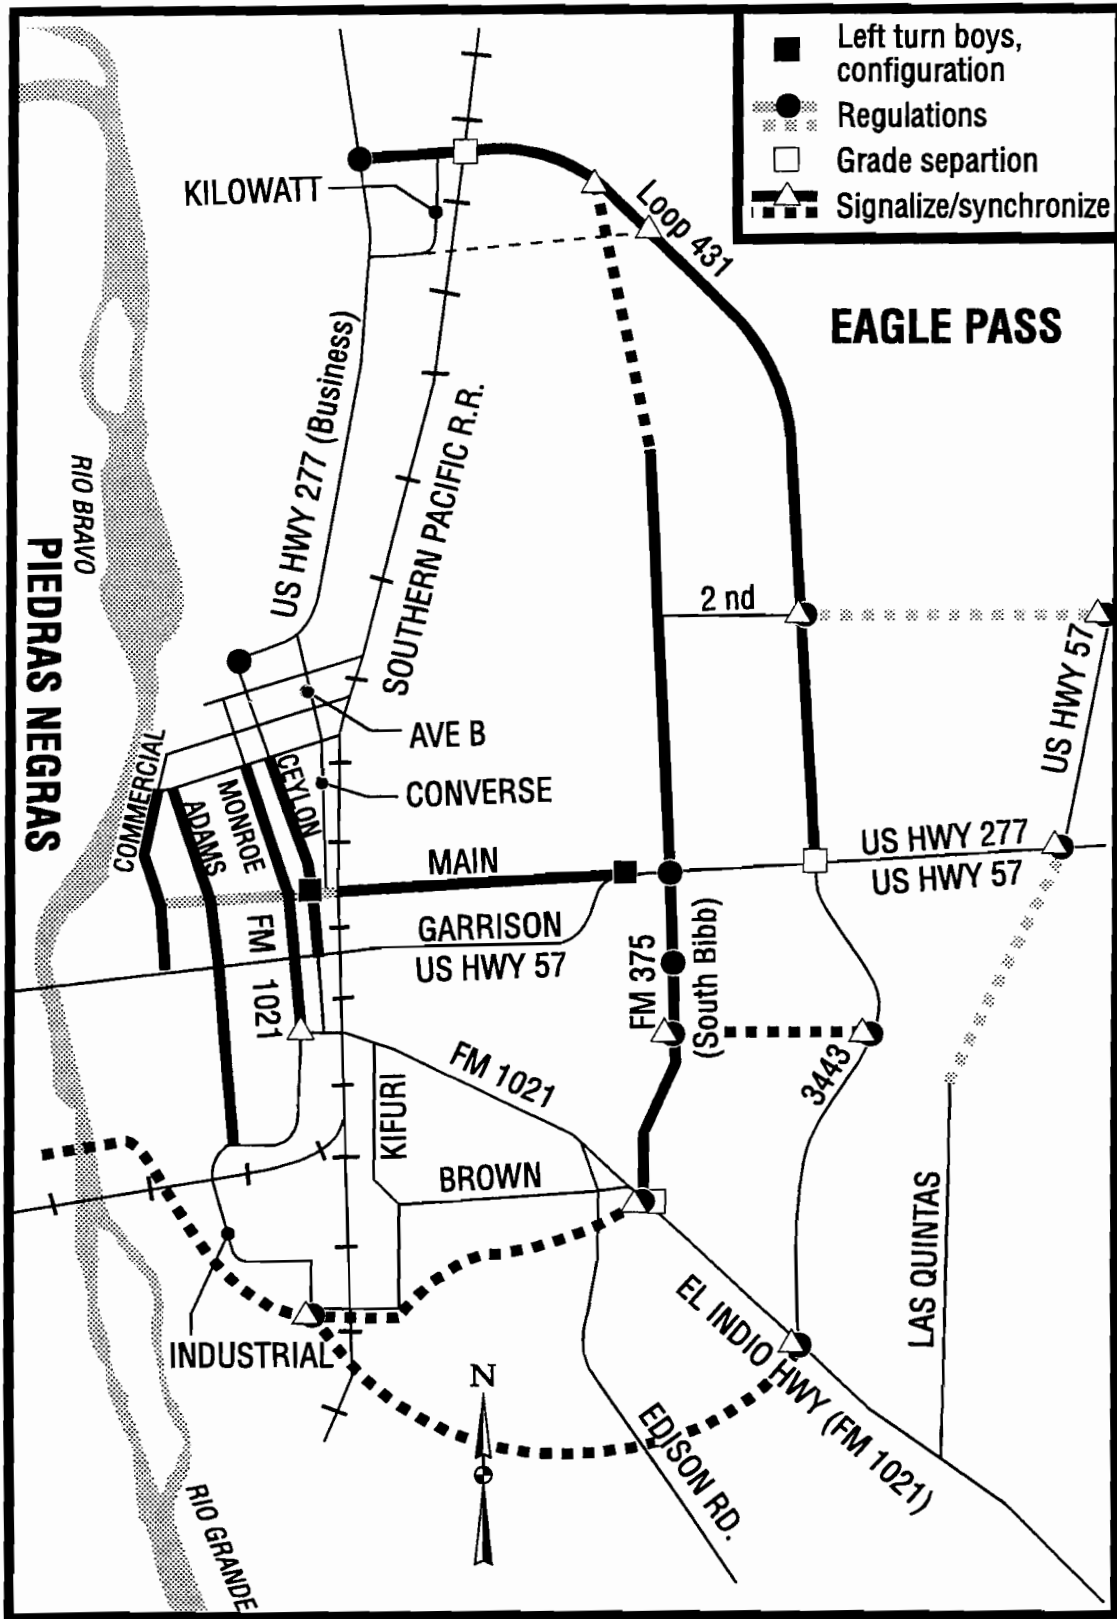 Left turn boys,
configuration
Regulations
Grade separtion
Signalize/synchronize
KILOWATT
Loop 431
EAGLE PASS
US HWY 277 (Business)
SOUTHERN PACIFIC R.R.
RIO BRAVO
PIEDRAS NEGRAS
2 nd
US HWY 57
AVE B
CONVERSE
COMMERCIAL
ADAMS
MONROE
CEYLON
MAIN
US HWY 277
US HWY 57
GARRISON
US HWY 57
FM 1021
FM 375
(South Bibb)
3443
FM 1021
KIFURI
BROWN
LAS QUINTAS
EL INDIO HWY (FM 1021)
INDUSTRIAL
N
EDISON RD.
RIO GRANDE